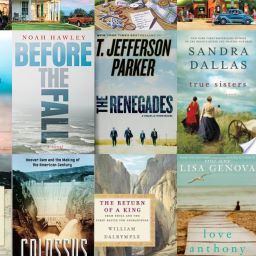 NOAH HAWLEY
BEFORE
THE
FALL
T. JEFFERSON
PARKER
THE RENEGADES
SANDRA
DALLAS
true sisters
Hoover Dam and the Making of
the American Century
COLOSSUS
THE RETURN
OF A KING
WILLIAM
DALRYMPLE
LISA GENOVA
love
anthony